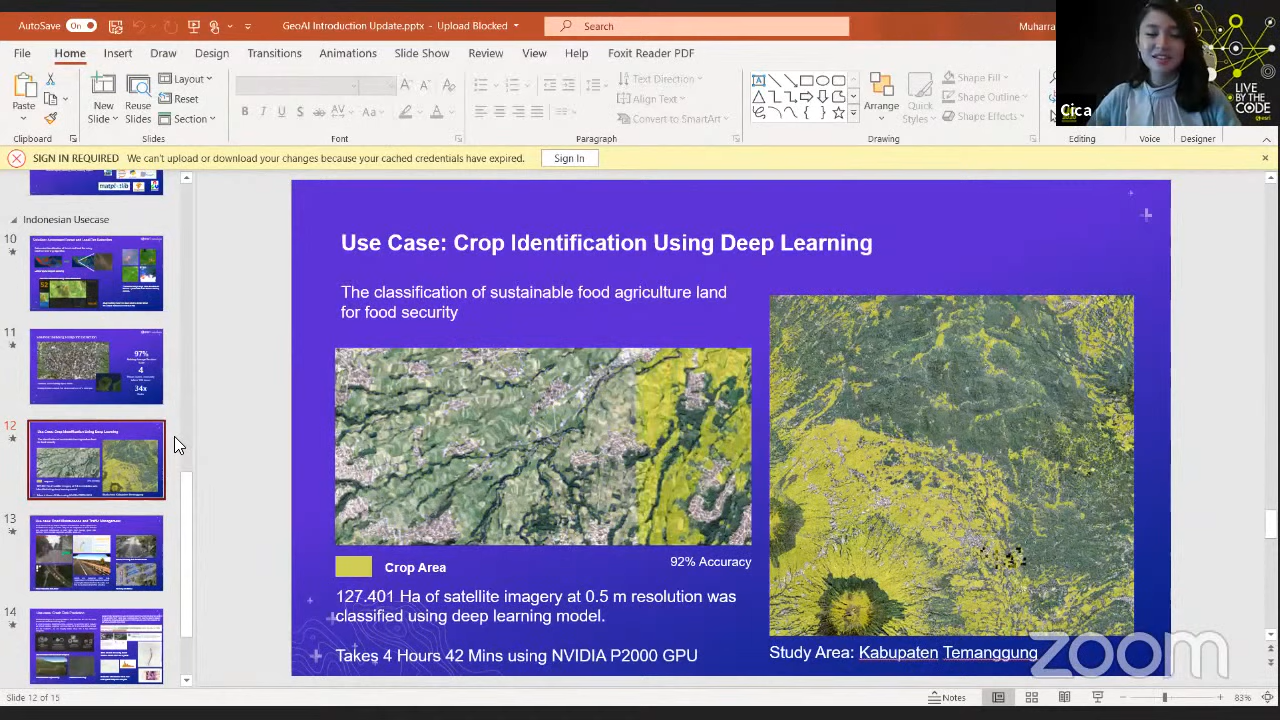 AutoSave On
GeoAI Introduction Update.pptx - Upload Blocked
Search
Muharra
File Home Insert Draw Design Transitions Animations Slide Show Review View Help Foxit Reader PDF
Paste
New Slide
Reuse Slides
Layout
Reset
Section
Text Direction
Align Text
Convert to SmartArt
Arrange
Quick Styles
Shape Fill
Shape Outline
Shape Effects
Clipboard Slides Font Paragraph Drawing Editing Voice Designer
Cica
LIVE
BY THE
CODE
esri
SIGN IN REQUIRED We can't upload or download your changes because your cached credentials have expired. Sign In
Indonesian Usecase
10
11
97%
4
34x
12
13
14
Use Case: Crop Identification Using Deep Learning
The classification of sustainable food agriculture land
for food security
Crop Area
92% Accuracy
127.401 Ha of satellite imagery at 0.5 m resolution was
classified using deep learning model.
Takes 4 Hours 42 Mins using NVIDIA P2000 GPU
Study Area: Kabupaten Temanggung
zoom
Slide 12 of 15
Notes
83%